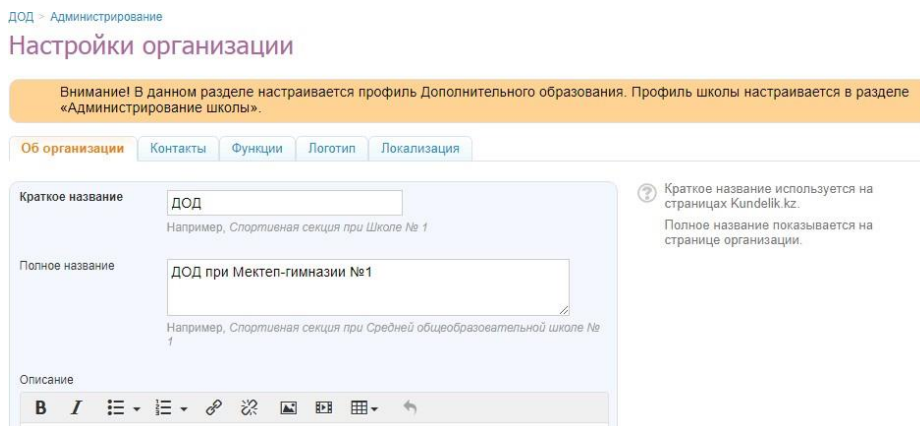 ДОД > Администрирование
Настройки организации
Внимание! В данном разделе настраивается профиль Дополнительного образования. Профиль школы настраивается в разделе
«Администрирование школы».
Об организации Контакты Функции Логотип Локализация
Краткое название
ДОД
Например, Спортивная секция при Школе № 1
? Краткое название используется на
страницах Kundelik.kz.
Полное название показывается на
странице организации.
Полное название
ДОД при Мектеп-гимназии №1
Например, Спортивная секция при Средней общеобразовательной школе №
1
Описание
B I